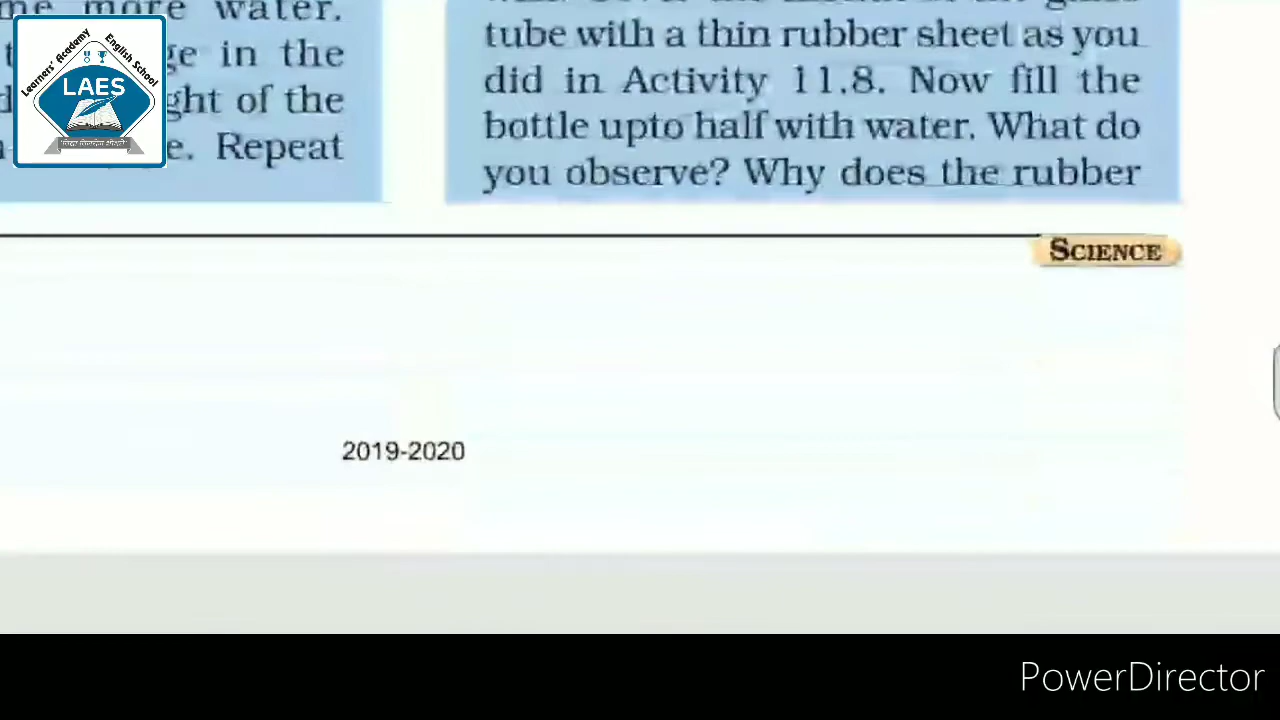 me more water.
ge in the
ght of the
e. Repeat
tube with a thin rubber sheet as you
did in Activity 11.8. Now fill the
bottle upto half with water. What do
you observe? Why does the rubber
SCIENCE
2019-2020
Learners' Academy English School
LAES
PowerDirector